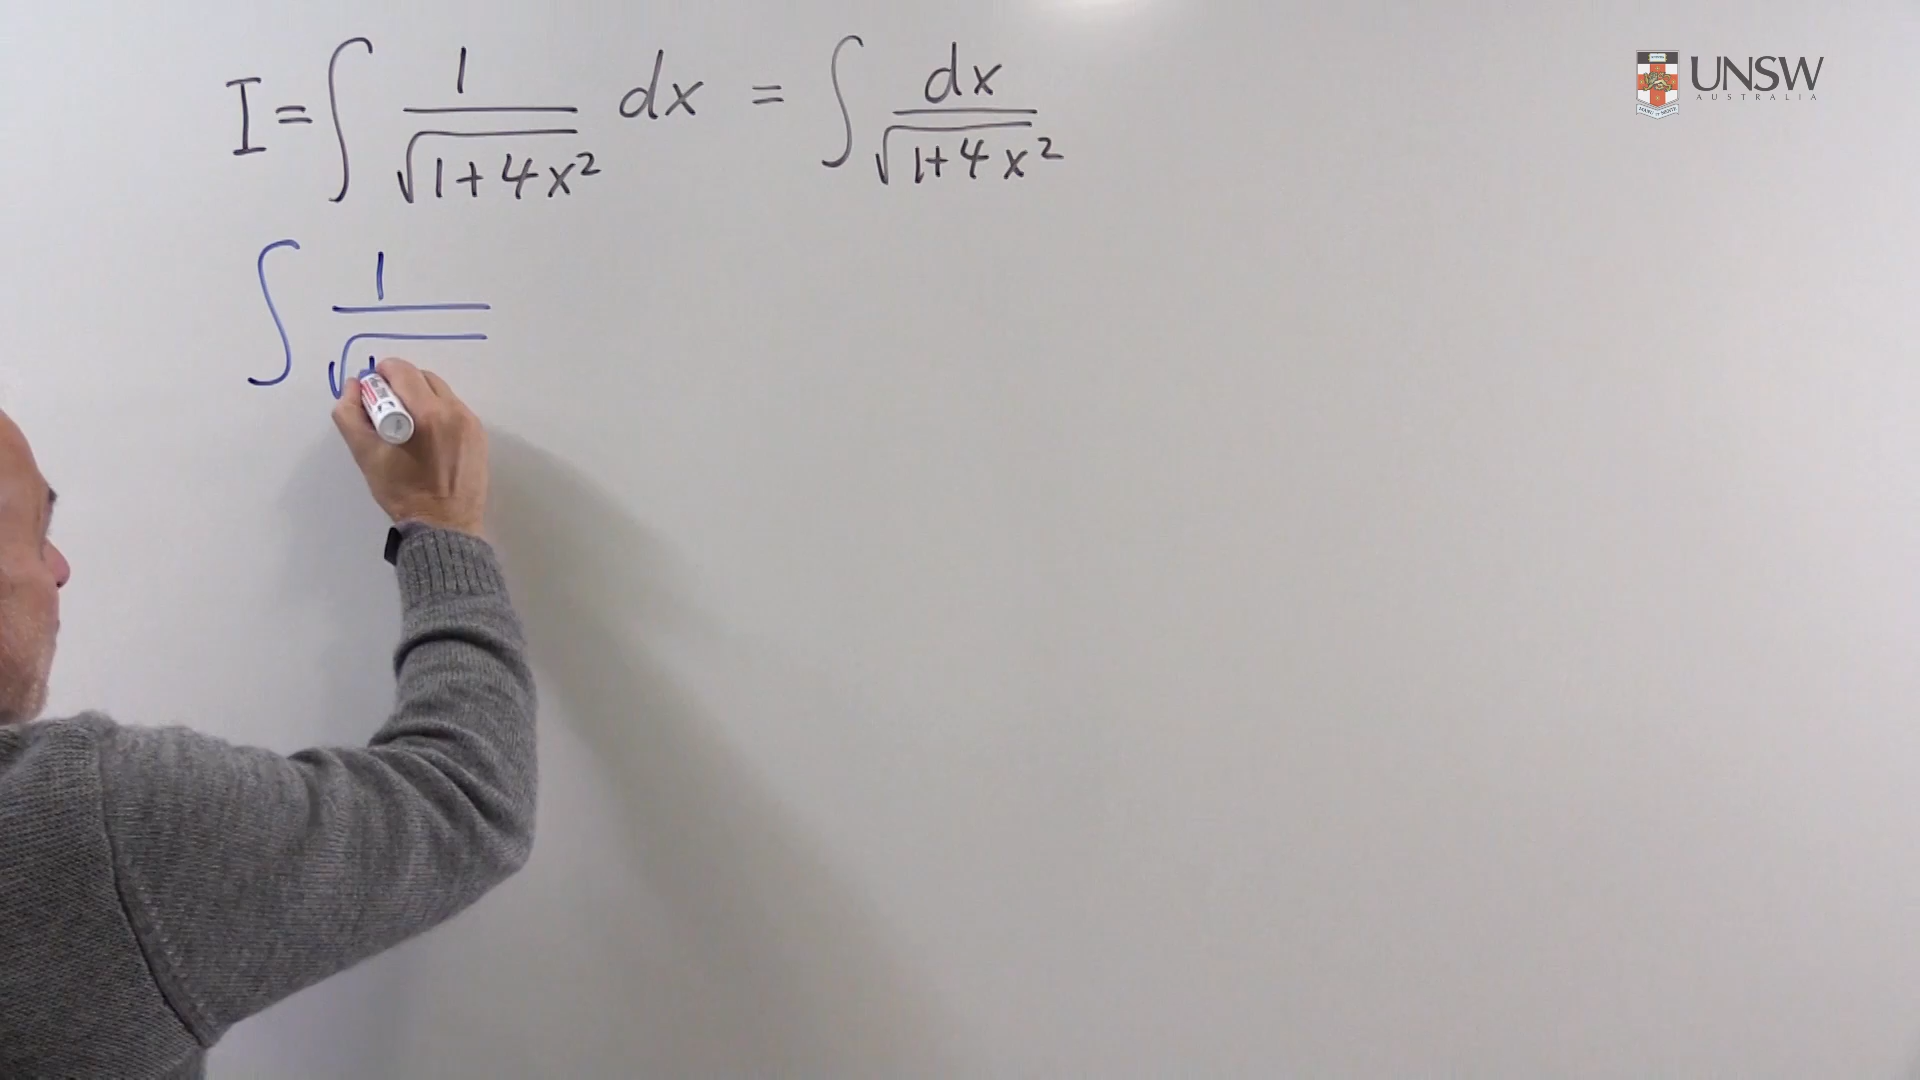 I = ∫ 1/√(1+4x²) dx = ∫ dx/√(1+4x²)
∫ 1/√
UNSW
AUSTRALIA